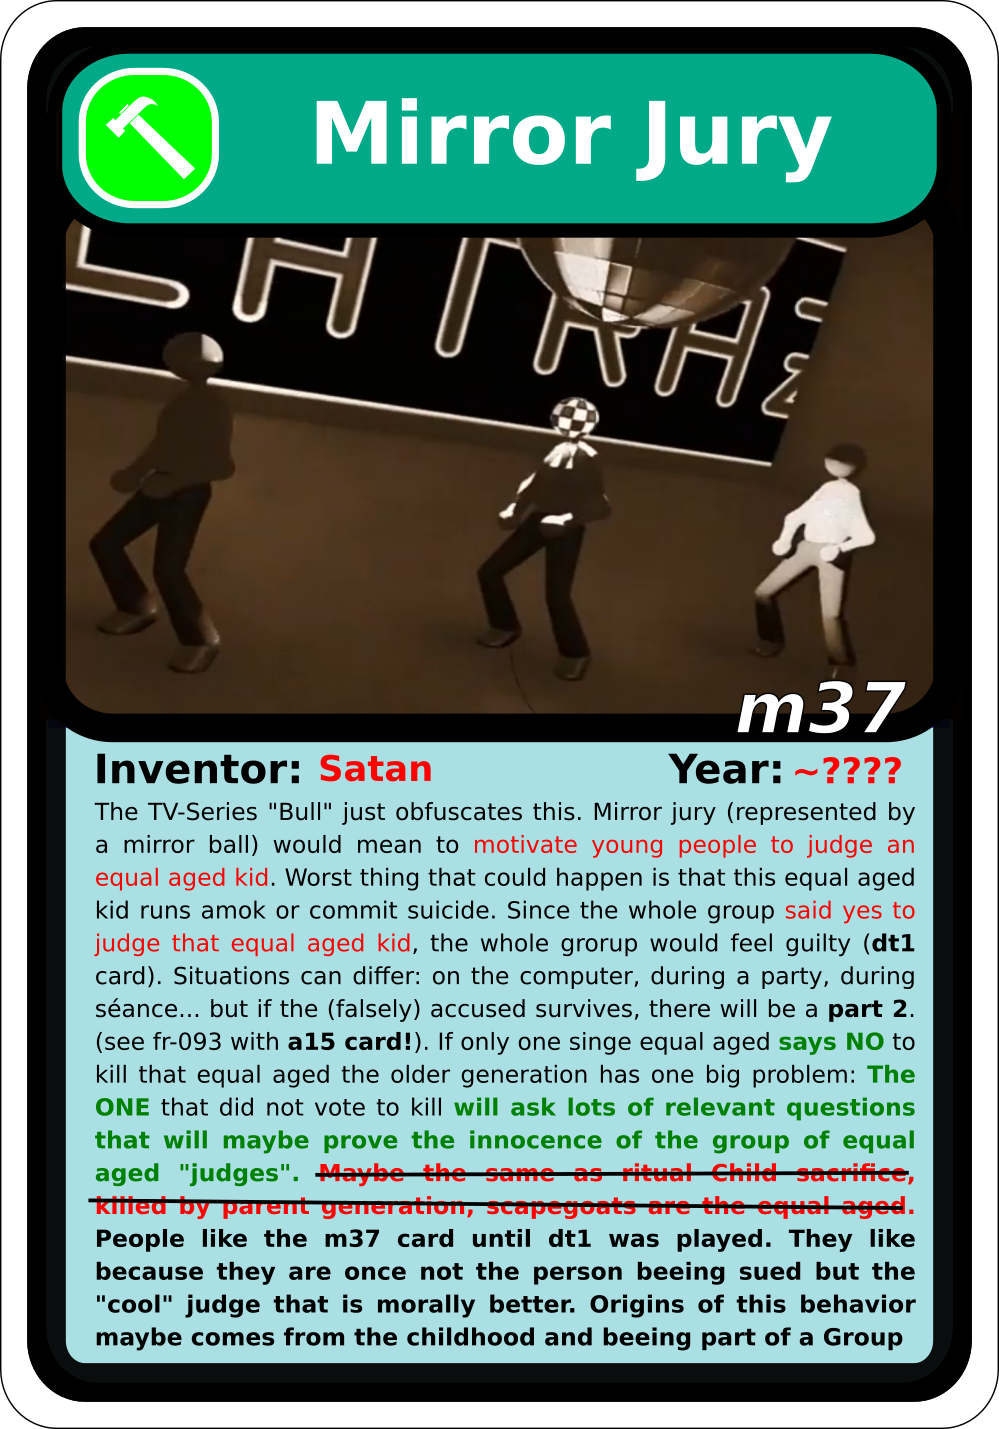 Mirror Jury
m37
Inventor: Satan Year: ~????
The TV-Series "Bull" just obfuscates this. Mirror jury (represented by
a mirror ball) would mean to motivate young people to judge an
equal aged kid. Worst thing that could happen is that this equal aged
kid runs amok or commit suicide. Since the whole group said yes to
judge that equal aged kid, the whole grorup would feel guilty (dt1
card). Situations can differ: on the computer, during a party, during
séance... but if the (falsely) accused survives, there will be a part 2.
(see fr-093 with a15 card!). If only one singe equal aged says NO to
kill that equal aged the older generation has one big problem: The
ONE that did not vote to kill will ask lots of relevant questions
that will maybe prove the innocence of the group of equal
aged "judges". Maybe the same as ritual Child sacrifice,
killed by parent generation, scapegoats are the equal aged.
People like the m37 card until dt1 was played. They like
because they are once not the person beeing sued but the
"cool" judge that is morally better. Origins of this behavior
maybe comes from the childhood and beeing part of a Group